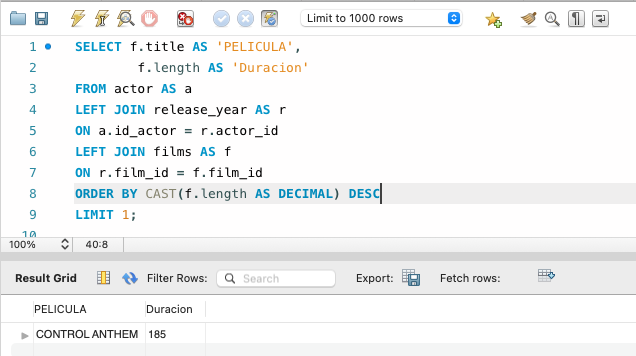 Limit to 1000 rows
1 SELECT f.title AS 'PELICULA',
2 f.length AS 'Duracion'
3 FROM actor AS a
4 LEFT JOIN release_year AS r
5 ON a.id_actor = r.actor_id
6 LEFT JOIN films AS f
7 ON r.film_id = f.film_id
8 ORDER BY CAST(f.length AS DECIMAL) DESC
9 LIMIT 1;
10
100% 40:8
Result Grid Filter Rows: Search Export: Fetch rows:
PELICULA Duracion
CONTROL ANTHEM 185